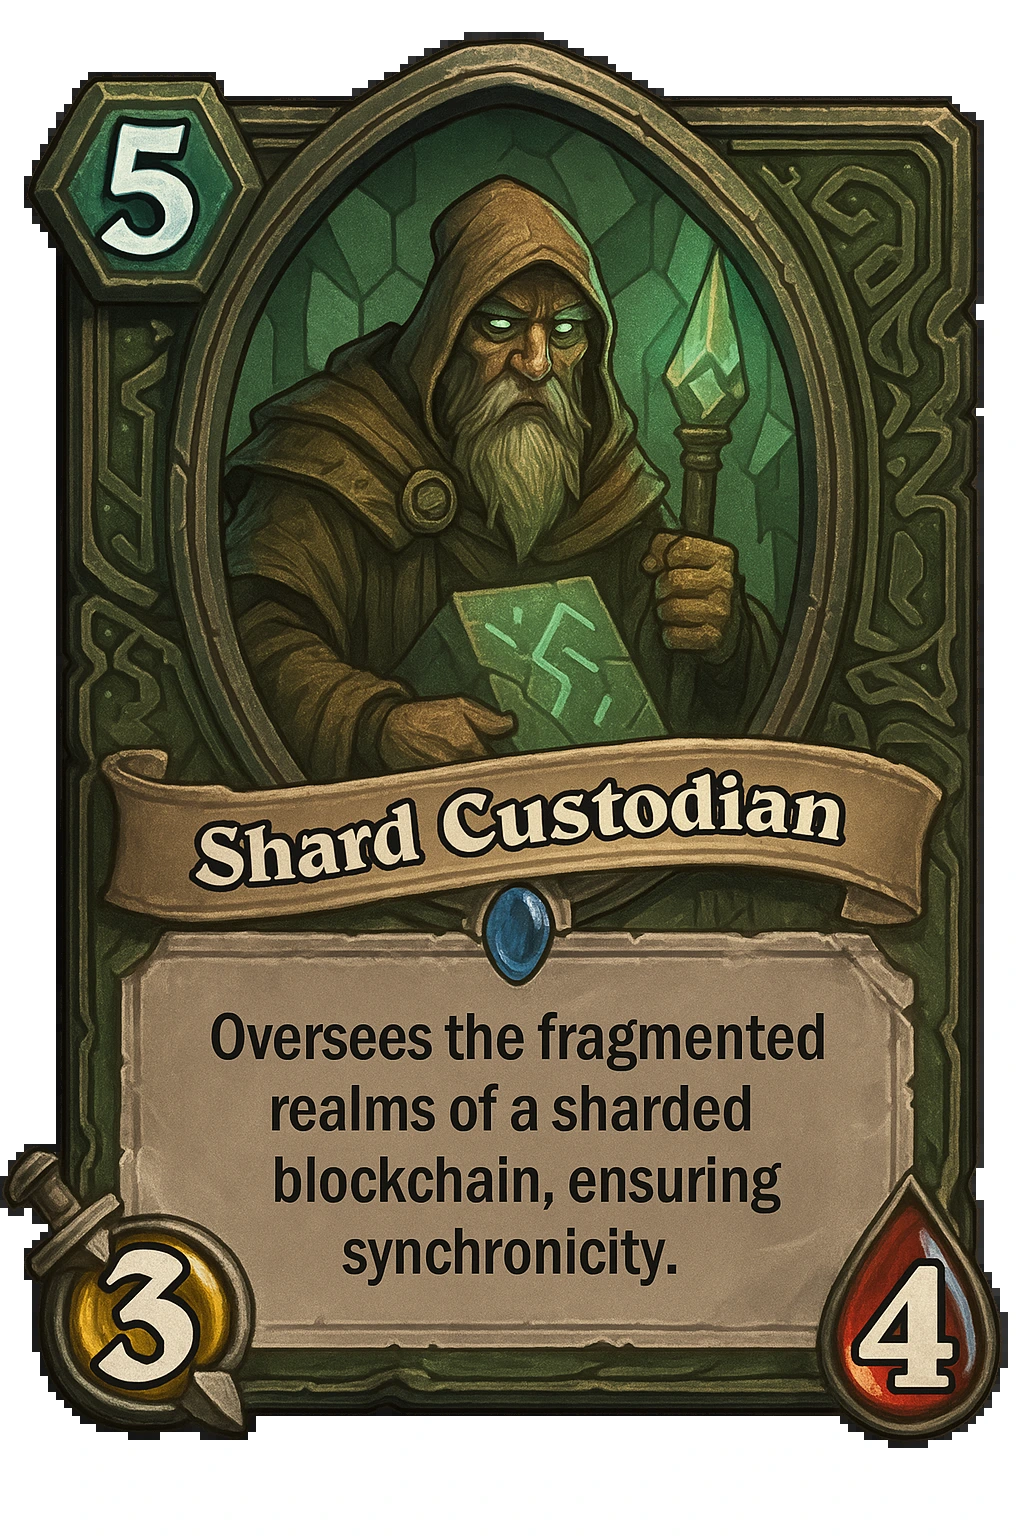 5
Shard Custodian
Oversees the fragmented
realms of a sharded
blockchain, ensuring
synchronicity.
3
4